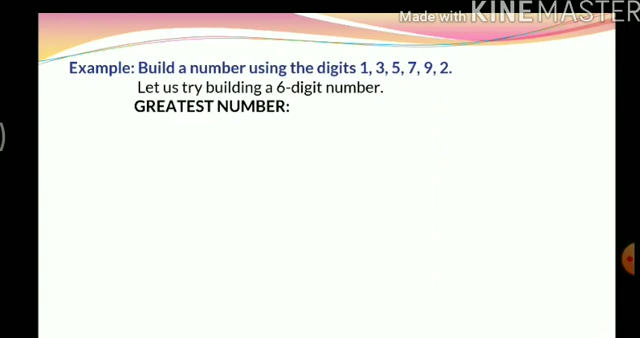 Made with KINEMASTER
Example: Build a number using the digits 1, 3, 5, 7, 9, 2.
Let us try building a 6-digit number.
GREATEST NUMBER:
)